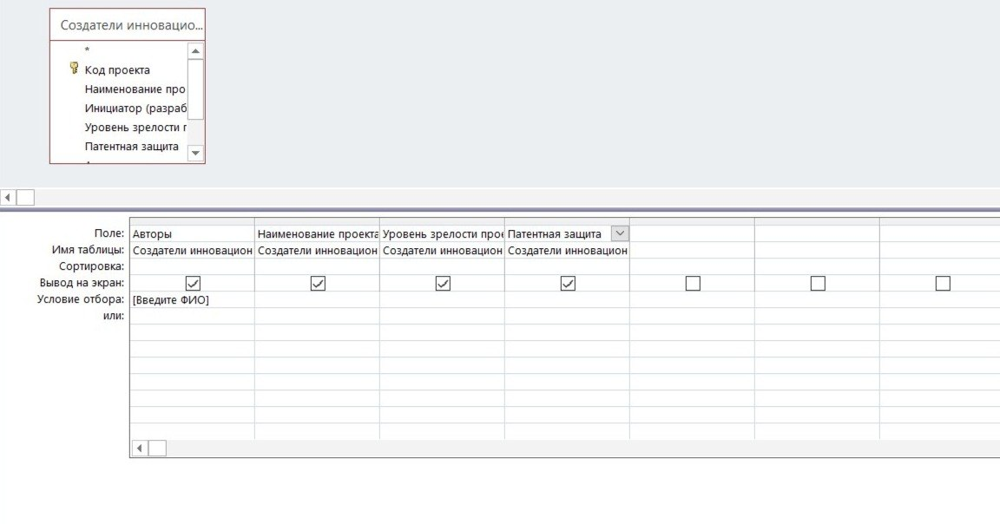 Создатели инновацио...
*
Код проекта
Наименование про
Инициатор (разраб
Уровень зрелости п
Патентная защита
Поле: Авторы Наименование проекта Уровень зрелости прое Патентная защита
Имя таблицы: Создатели инновацион Создатели инновацион Создатели инновацион Создатели инновацион
Сортировка:
Вывод на экран:
Условие отбора: [Введите ФИО]
или: